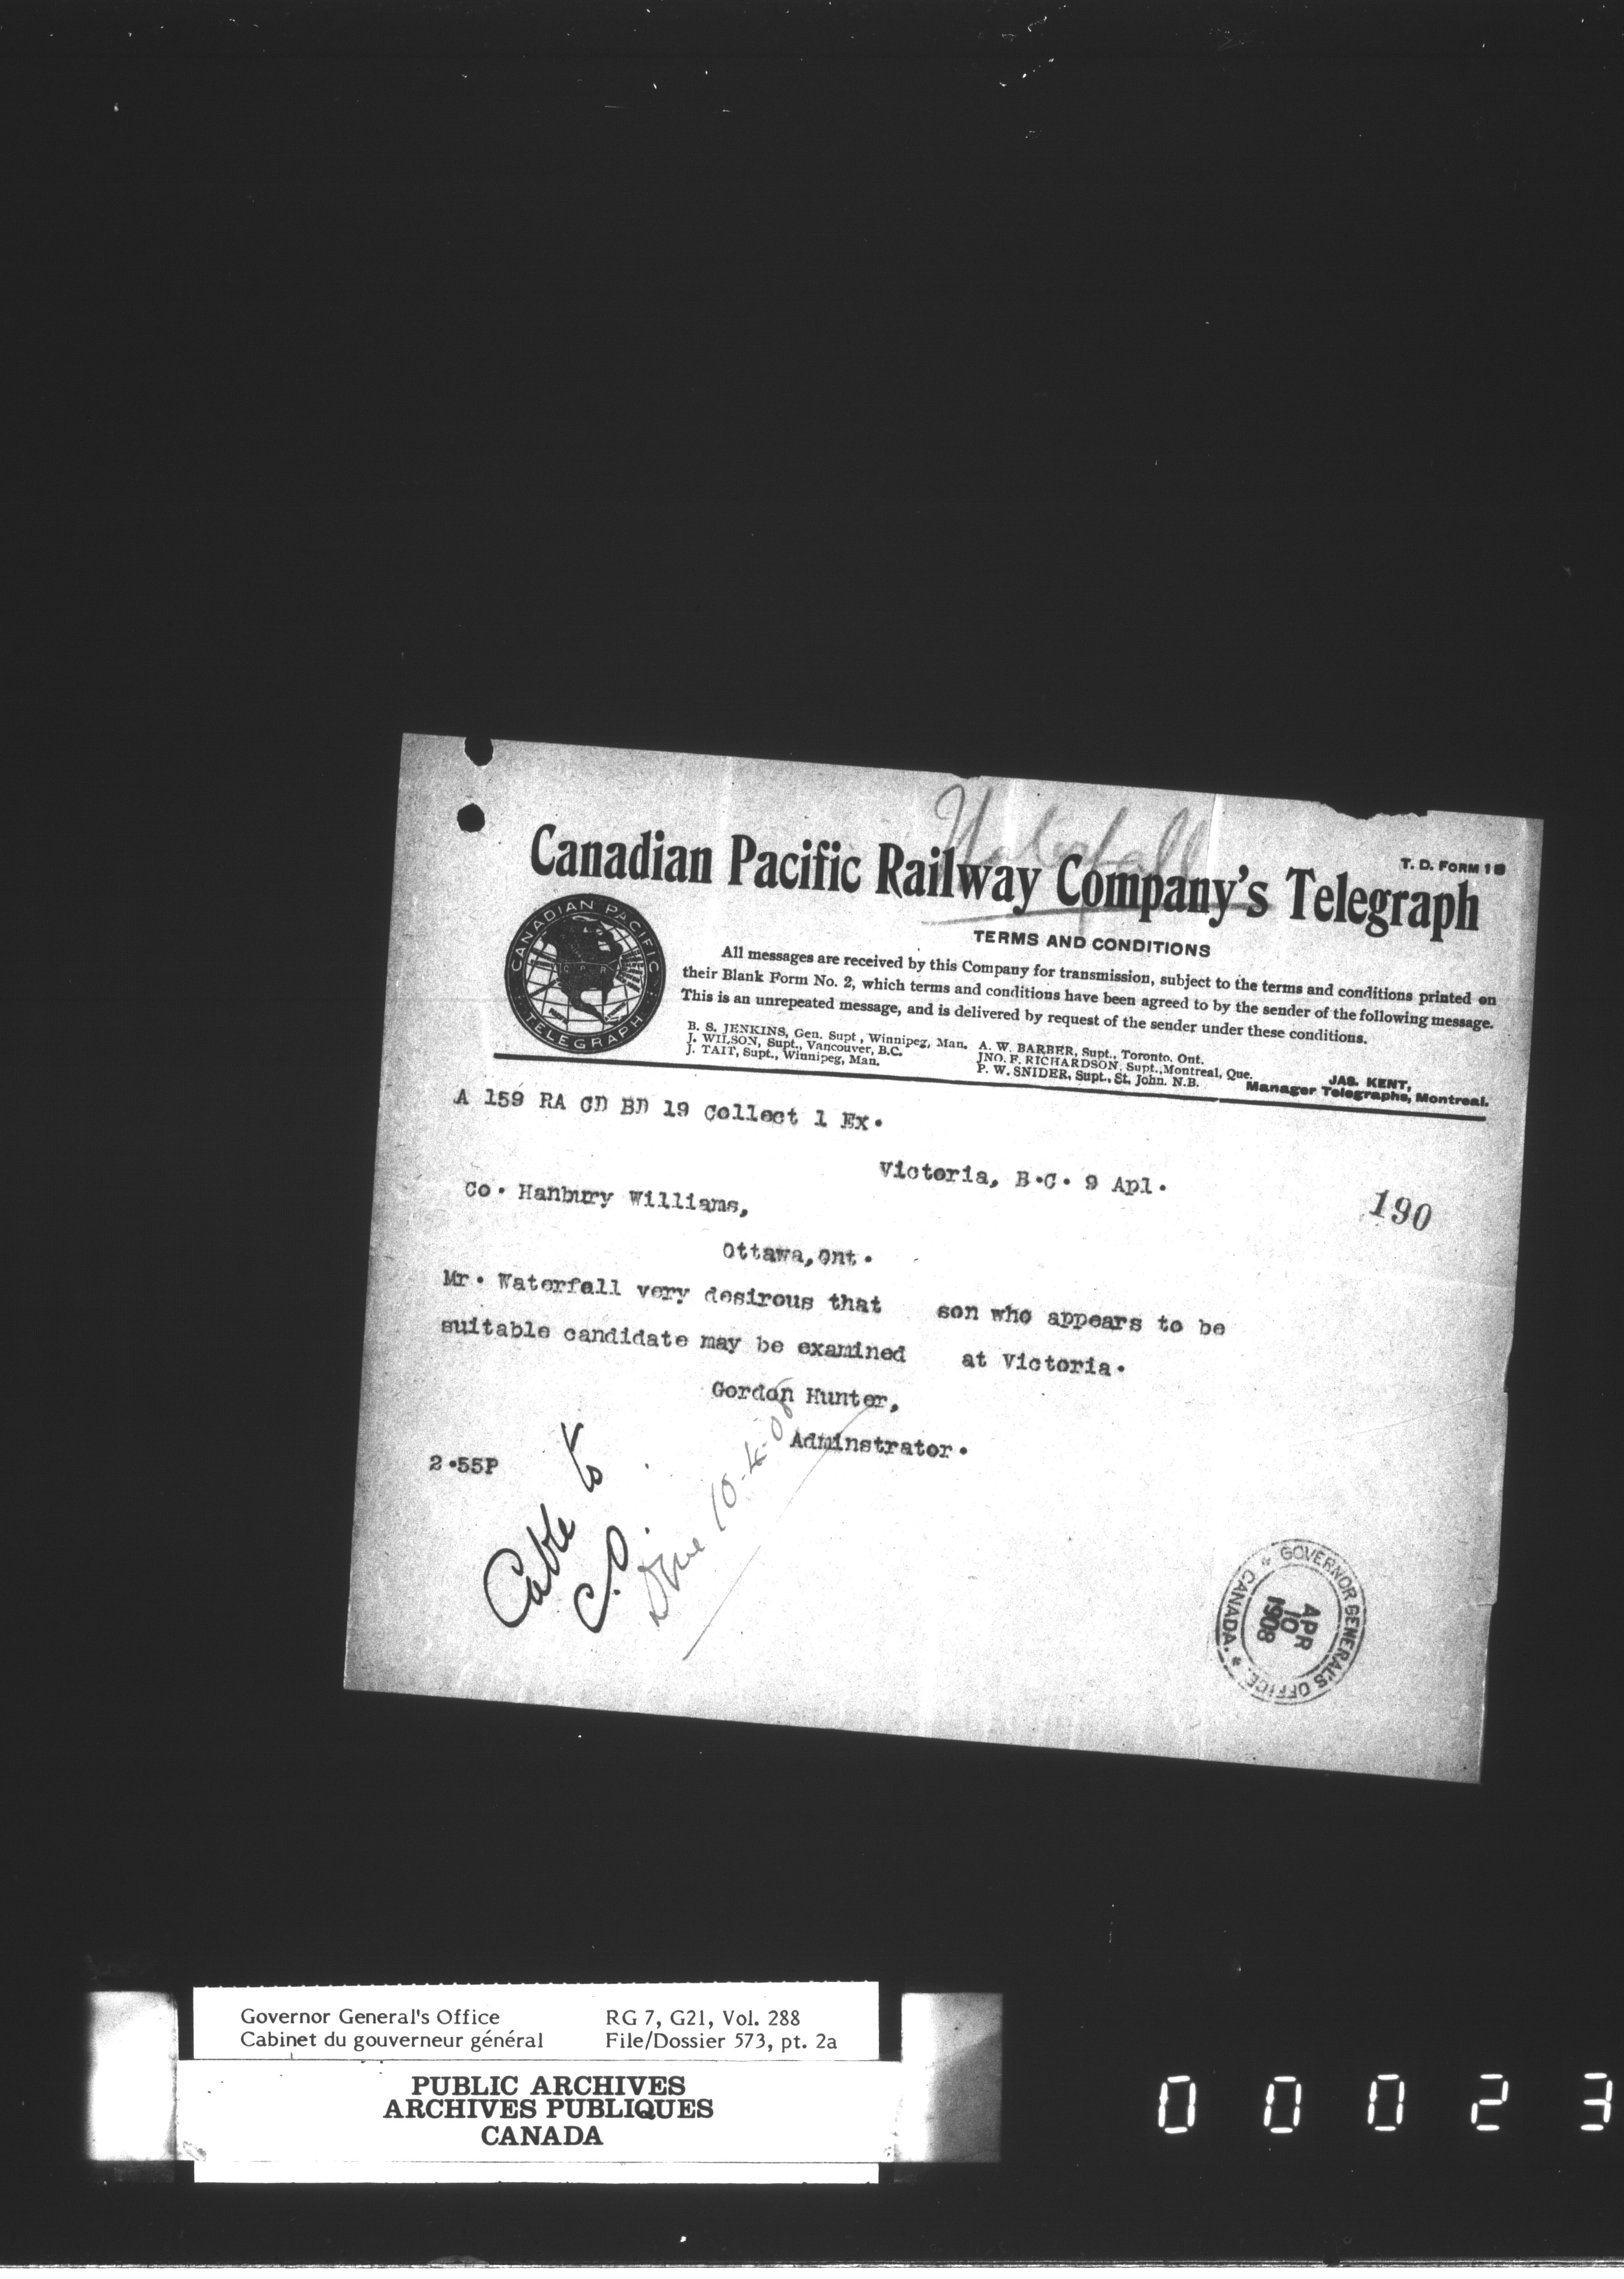 Waterfall
T. D. FORM 18
Canadian Pacific Railway Company's Telegraph
CANADIAN PACIFIC
C P R
TELEGRAPH
TERMS AND CONDITIONS
All messages are received by this Company for transmission, subject to the terms and conditions printed on
their Blank Form No. 2, which terms and conditions have been agreed to by the sender of the following message.
This is an unrepeated message, and is delivered by request of the sender under these conditions.
B. S. JENKINS, Gen. Supt, Winnipeg, Man.
J. WILSON, Supt., Vancouver, B.C.
J. TAIT, Supt., Winnipeg, Man.
A. W. BARBER, Supt., Toronto, Ont.
JNO. F. RICHARDSON, Supt., Montreal, Que.
P. W. SNIDER, Supt., St. John. N.B.
JAS. KENT,
Manager Telegraphs, Montreal.
A 159 RA CD BD 19 Collect 1 Ex.
Victoria, B.C. 9 Apl.
190
Co. Hanbury Williams,
Ottawa,Ont.
Mr. Waterfall very desirous that son who appears to be
suitable candidate may be examined at Victoria.
Gordon Hunter,
Adminstrator.
2.55P
Cable to
C.O.
Done 10-4-08
GOVERNOR GENERAL'S OFFICE.
* CANADA. *
APR
10
1908
Governor General's Office
Cabinet du gouverneur général
RG 7, G21, Vol. 288
File/Dossier 573, pt. 2a
PUBLIC ARCHIVES
ARCHIVES PUBLIQUES
CANADA
00023